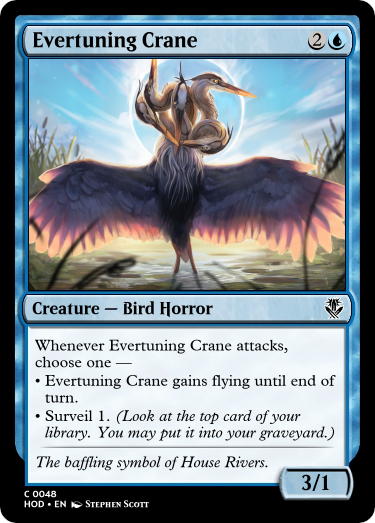 Evertuning Crane 2
Creature — Bird Horror
Whenever Evertuning Crane attacks,
choose one —
• Evertuning Crane gains flying until end of
turn.
• Surveil 1. (Look at the top card of your
library. You may put it into your graveyard.)
The baffling symbol of House Rivers.
3/1
C 0048
HOD • EN STEPHEN SCOTT